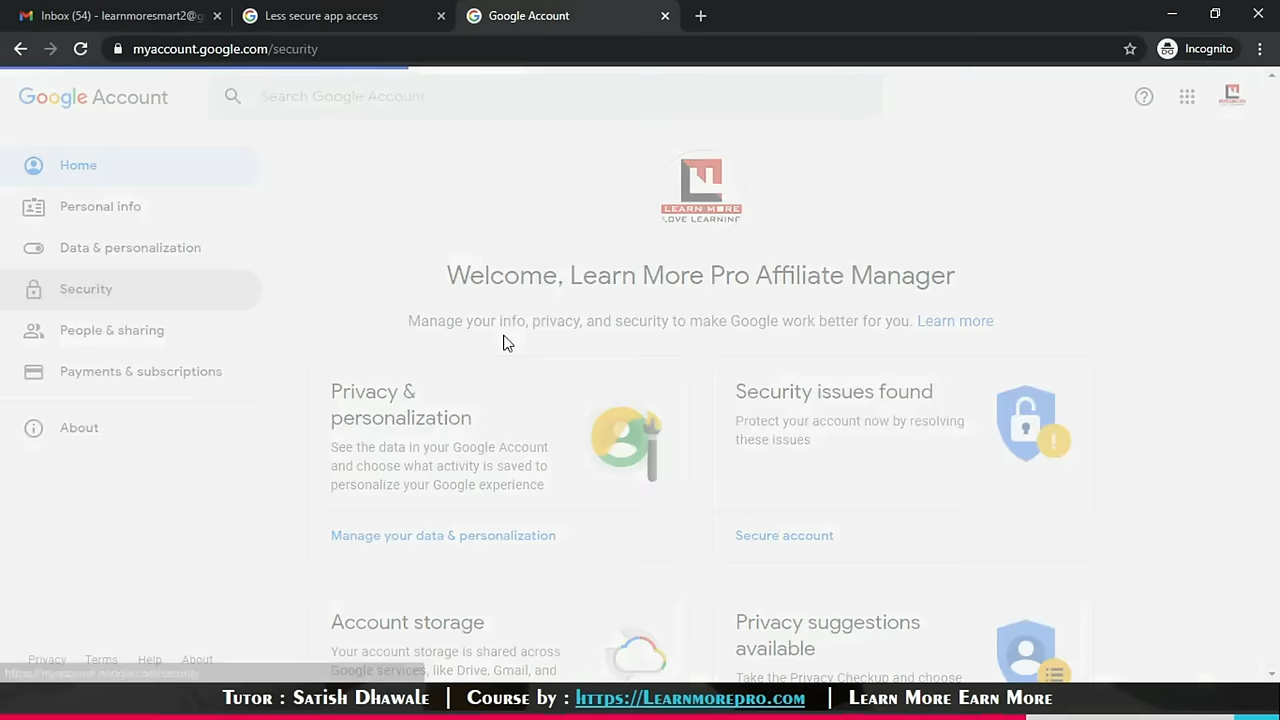 Inbox (54) - learnmoresmart2@g
Less secure app access
Google Account
myaccount.google.com/security
Incognito
Google Account
Search Google Account
Home
Personal info
Data & personalization
Security
People & sharing
Payments & subscriptions
About
LEARN MORE
LOVE LEARNING
Welcome, Learn More Pro Affiliate Manager
Manage your info, privacy, and security to make Google work better for you. Learn more
Privacy &
personalization
See the data in your Google Account
and choose what activity is saved to
personalize your Google experience
Manage your data & personalization
Security issues found
Protect your account now by resolving
these issues
Secure account
Account storage
Your account storage is shared across
Google services, like Drive, Gmail, and
Privacy suggestions
available
Take the Privacy Checkup and choose
Privacy Terms Help About
https://myaccount.google.com/security
Tutor : Satish Dhawale | Course by : https://Learnmorepro.com | Learn More Earn More